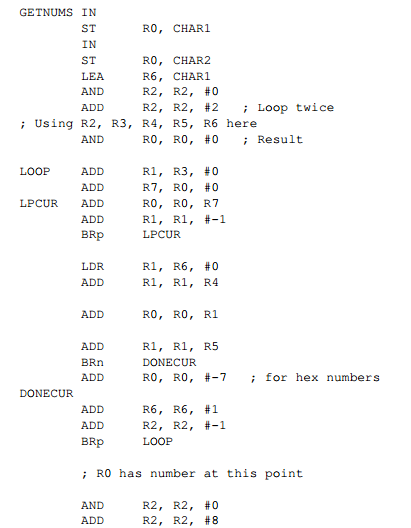 GETNUMS IN
ST R0, CHAR1
IN
ST R0, CHAR2
LEA R6, CHAR1
AND R2, R2, #0
ADD R2, R2, #2 ; Loop twice
; Using R2, R3, R4, R5, R6 here
AND R0, R0, #0 ; Result
LOOP ADD R1, R3, #0
ADD R7, R0, #0
LPCUR ADD R0, R0, R7
ADD R1, R1, #-1
BRp LPCUR
LDR R1, R6, #0
ADD R1, R1, R4
ADD R0, R0, R1
ADD R1, R1, R5
BRn DONECUR
ADD R0, R0, #-7 ; for hex numbers
DONECUR
ADD R6, R6, #1
ADD R2, R2, #-1
BRp LOOP
; R0 has number at this point
AND R2, R2, #0
ADD R2, R2, #8